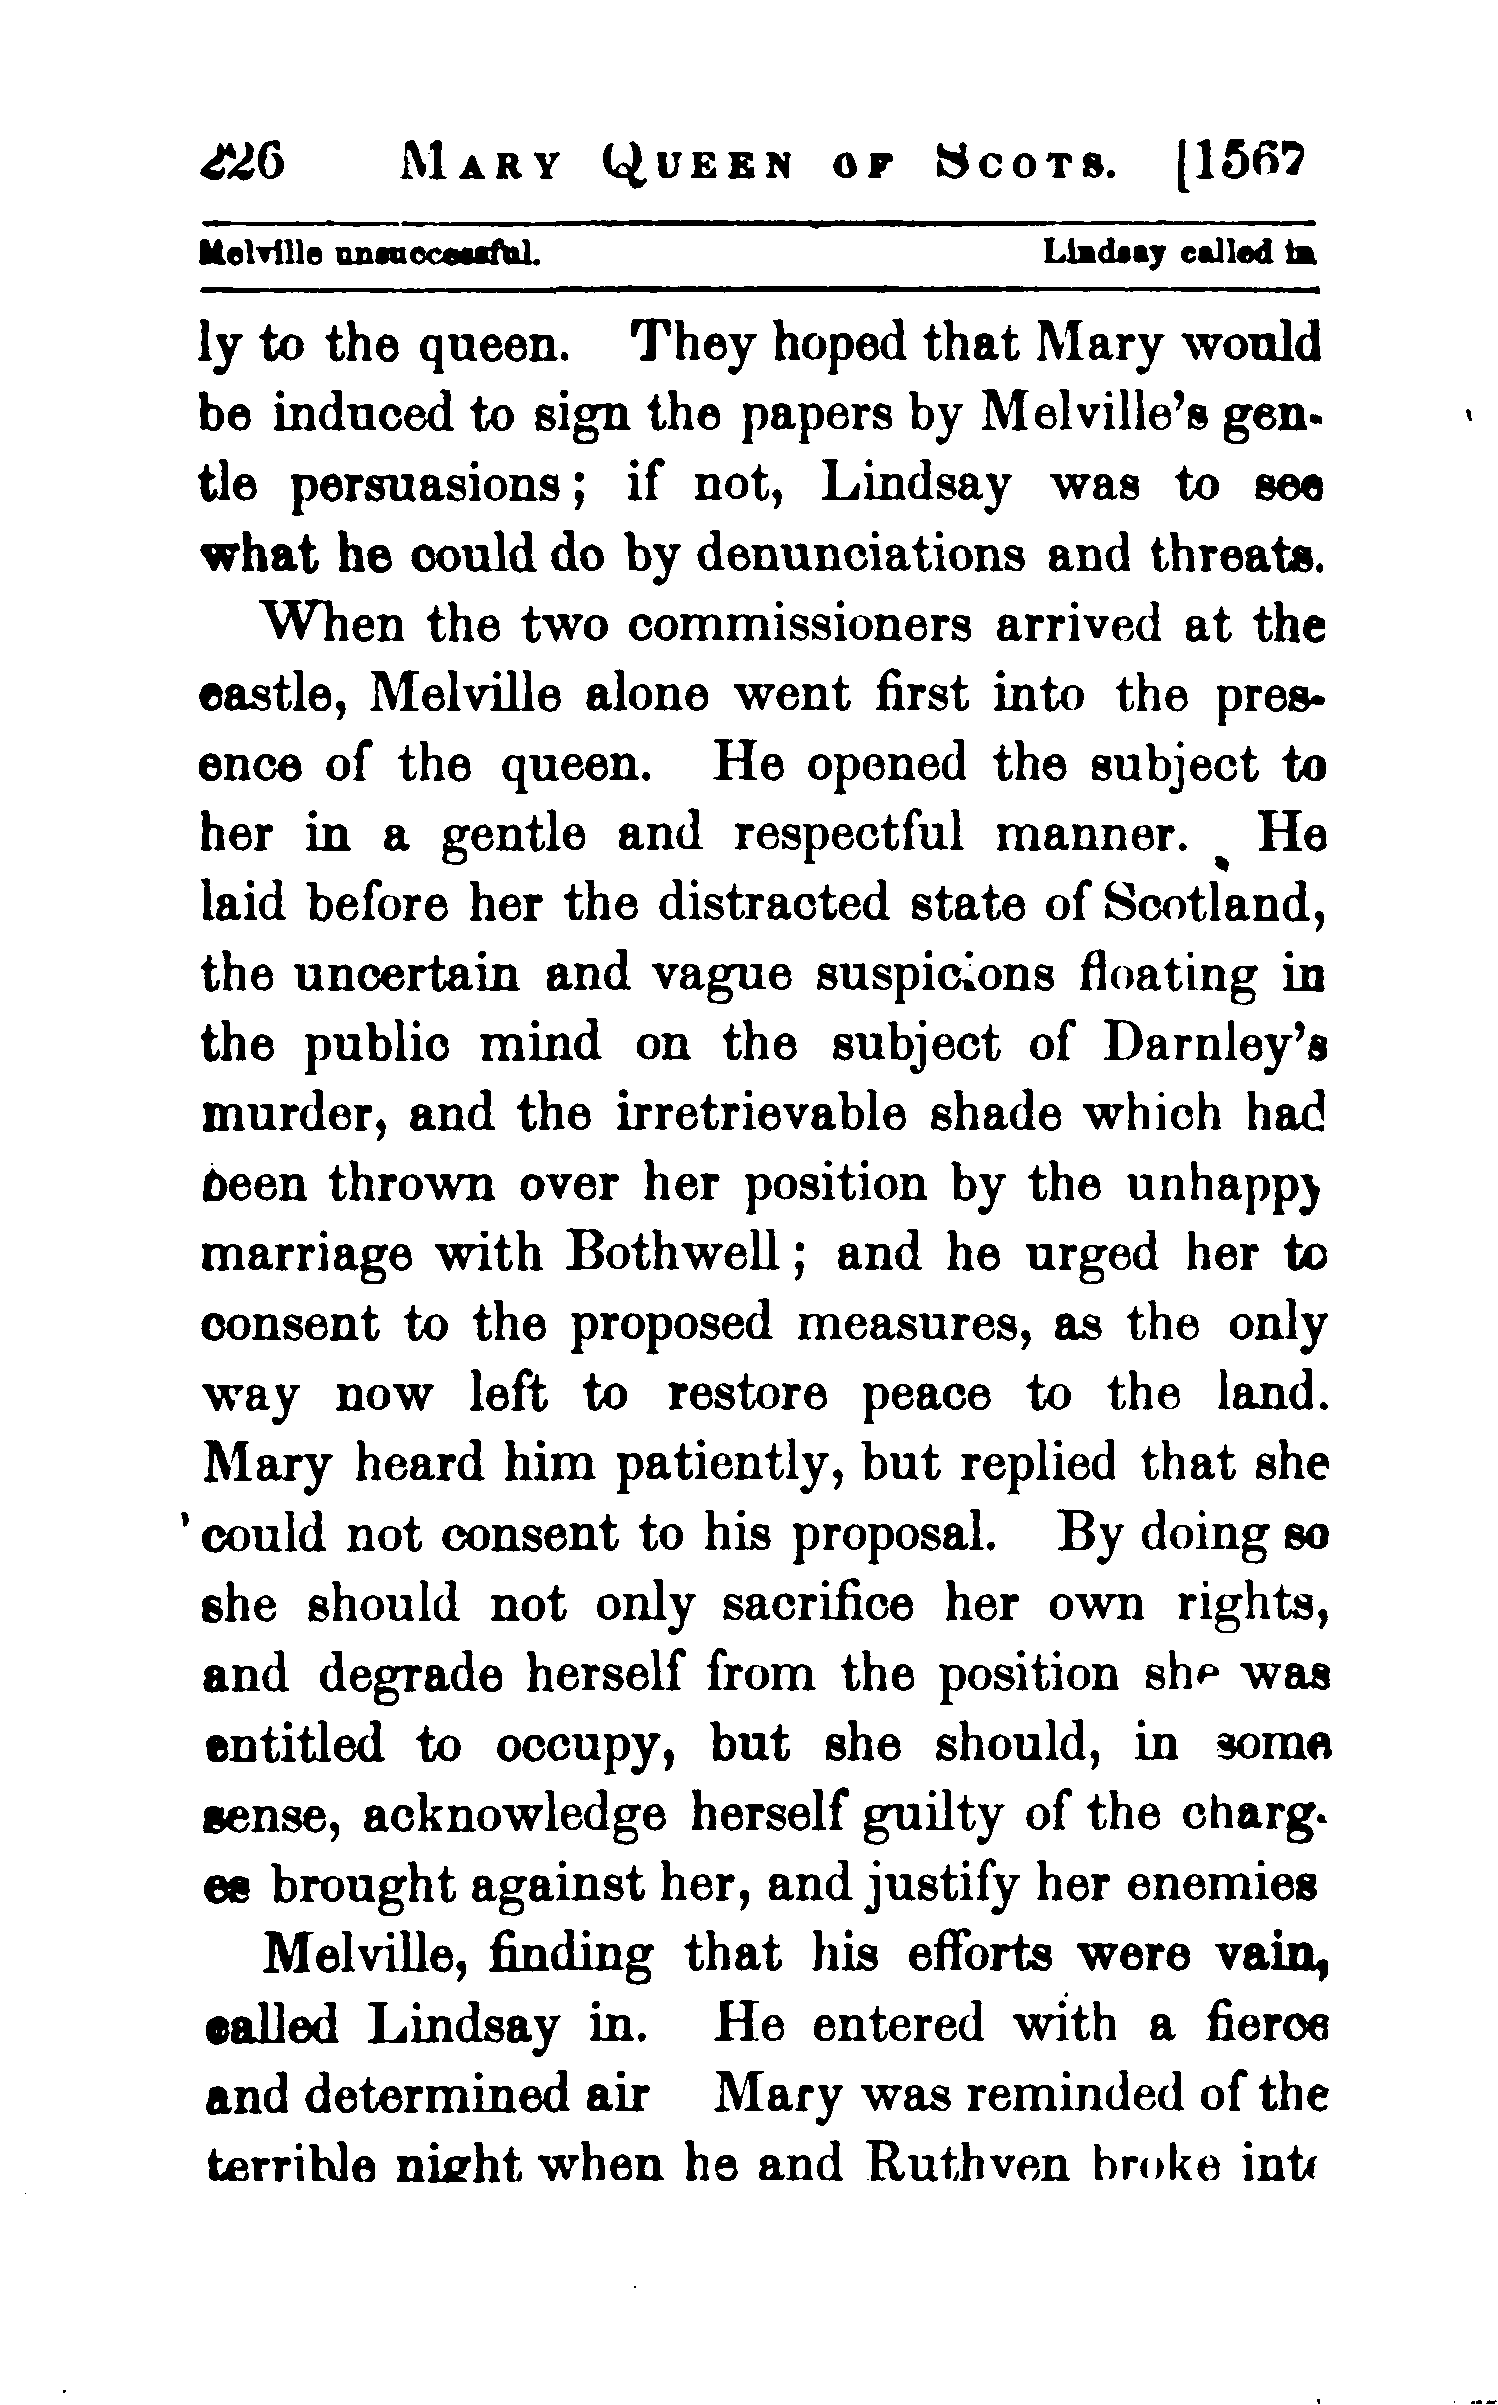 226 MARY QUEEN OF SCOTS. [1567
Melville unsuccessful. Lindsay called in
ly to the queen. They hoped that Mary would
be induced to sign the papers by Melville's gen-
tle persuasions; if not, Lindsay was to see
what he could do by denunciations and threats.
When the two commissioners arrived at the
castle, Melville alone went first into the pres-
ence of the queen. He opened the subject to
her in a gentle and respectful manner. He
laid before her the distracted state of Scotland,
the uncertain and vague suspicions floating in
the public mind on the subject of Darnley's
murder, and the irretrievable shade which had
been thrown over her position by the unhappy
marriage with Bothwell; and he urged her to
consent to the proposed measures, as the only
way now left to restore peace to the land.
Mary heard him patiently, but replied that she
could not consent to his proposal. By doing so
she should not only sacrifice her own rights,
and degrade herself from the position she was
entitled to occupy, but she should, in some
sense, acknowledge herself guilty of the charg-
es brought against her, and justify her enemies
Melville, finding that his efforts were vain,
called Lindsay in. He entered with a fierce
and determined air Mary was reminded of the
terrible night when he and Ruthven broke into